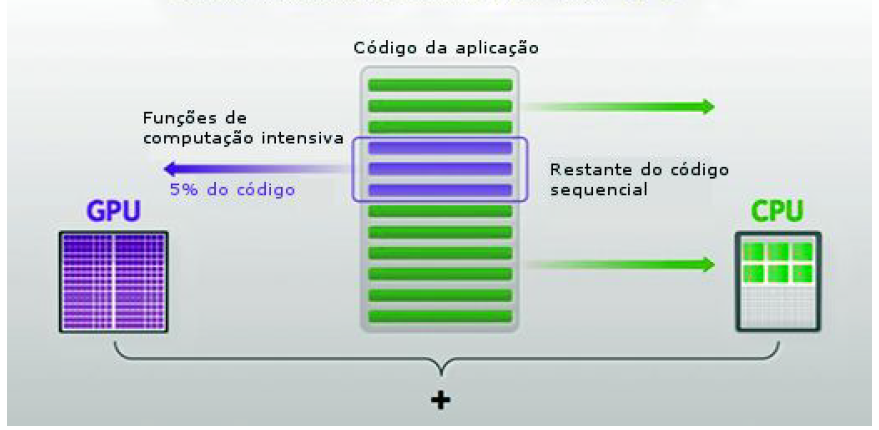 Código da aplicação
Funções de
computação intensiva
5% do código
Restante do código
sequencial
GPU
CPU
+